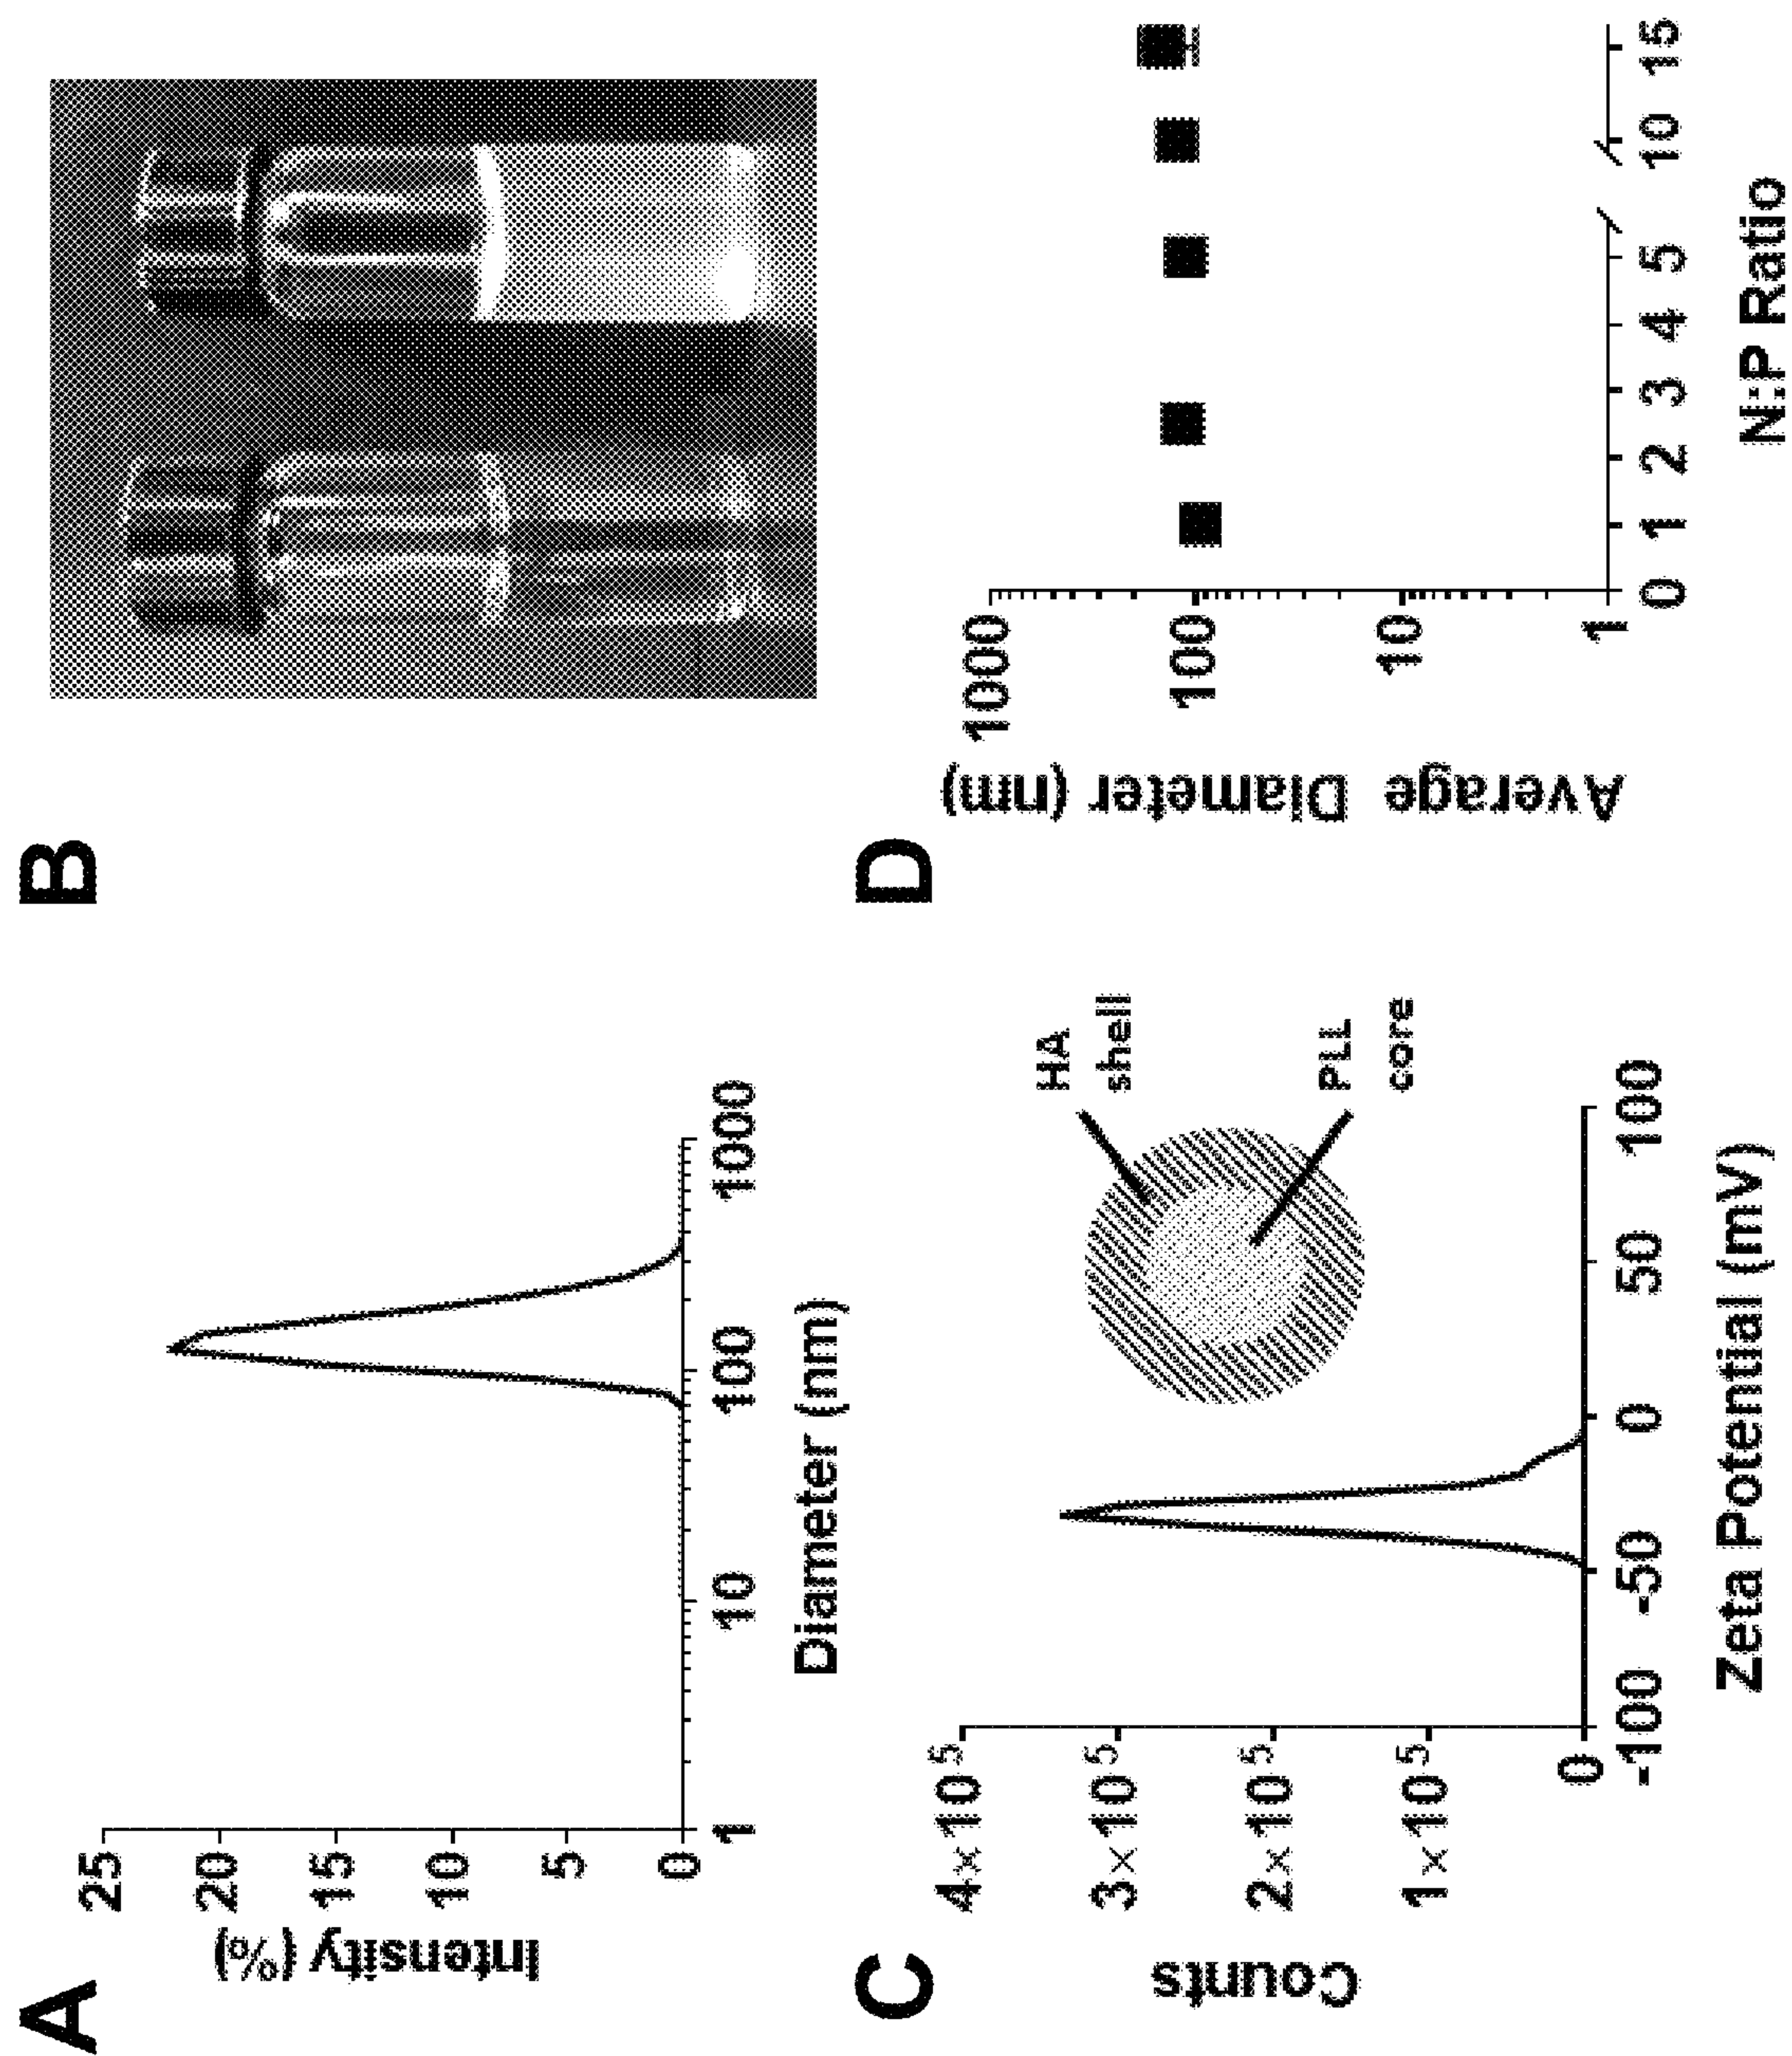 A
Intensity (%)
25
20
15
10
5
0
1
10
100
1000
Diameter (nm)
B
C
Counts
4×10⁵
3×10⁵
2×10⁵
1×10⁵
0
-100
-50
0
50
100
Zeta Potential (mV)
HA
shell
PLL
core
D
Average Diameter (nm)
1000
100
10
1
0
1
2
3
4
5
10
15
N:P Ratio